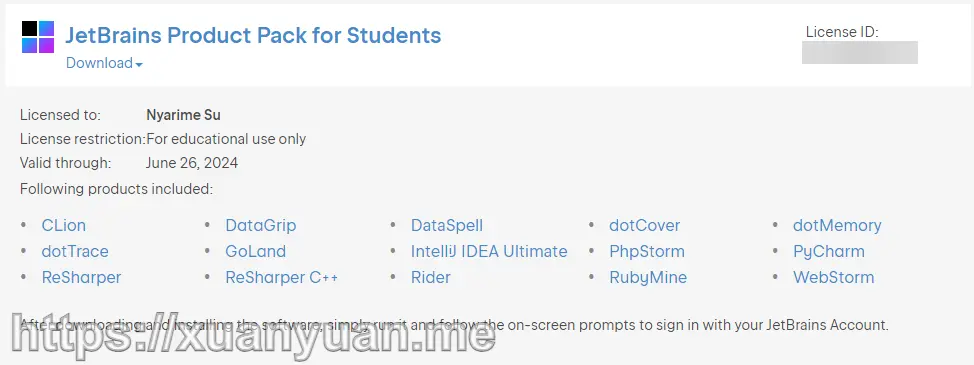 JetBrains Product Pack for Students
Download
License ID:
Licensed to: Nyarime Su
License restriction: For educational use only
Valid through: June 26, 2024
Following products included:
• CLion • DataGrip • DataSpell • dotCover • dotMemory
• dotTrace • GoLand • IntelliJ IDEA Ultimate • PhpStorm • PyCharm
• ReSharper • ReSharper C++ • Rider • RubyMine • WebStorm
After downloading and installing the software, simply run it and follow the on-screen prompts to sign in with your JetBrains Account.
https://xuanyuan.me